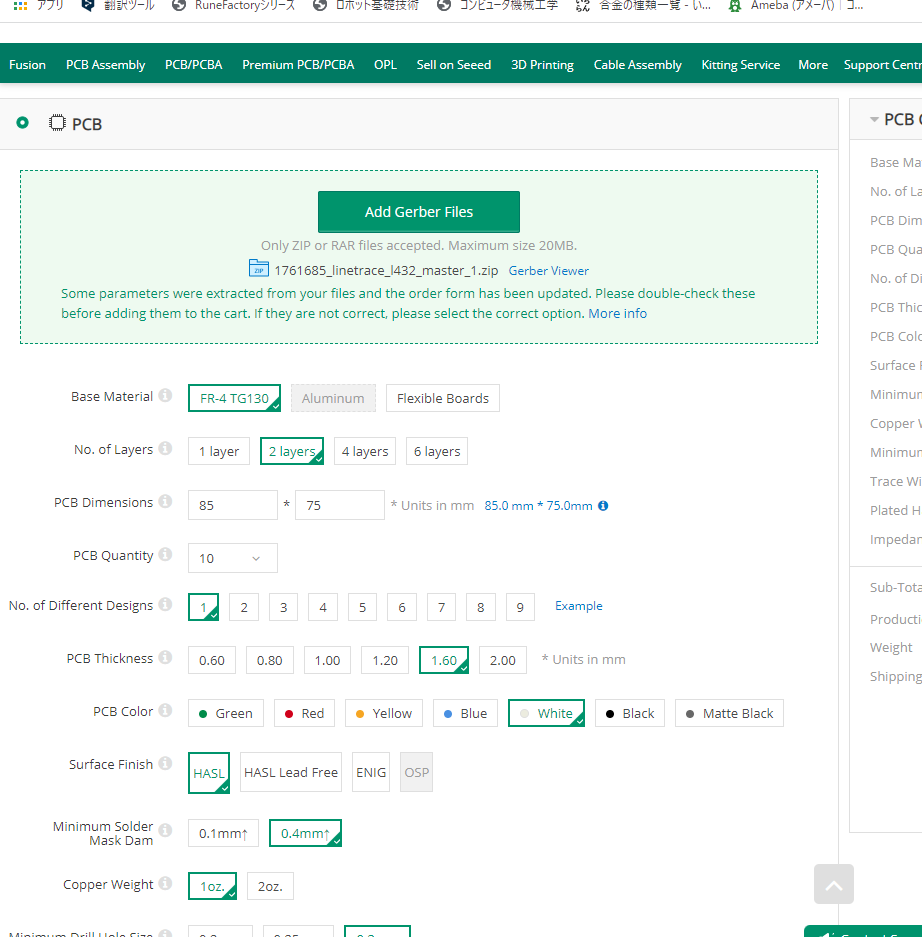 アプリ 翻訳ツール RuneFactoryシリーズ ロボット基礎技術 コンピュータ機械工学 合金の種類一覧 - い... Ameba (アメーバ) | コ...
Fusion PCB Assembly PCB/PCBA Premium PCB/PCBA OPL Sell on Seeed 3D Printing Cable Assembly Kitting Service More Support Centr
PCB
PCB
Add Gerber Files
Only ZIP or RAR files accepted. Maximum size 20MB.
ZIP 1761685_linetrace_l432_master_1.zip Gerber Viewer
Some parameters were extracted from your files and the order form has been updated. Please double-check these
before adding them to the cart. If they are not correct, please select the correct option. More info
Base Material FR-4 TG130 Aluminum Flexible Boards
No. of Layers 1 layer 2 layers 4 layers 6 layers
PCB Dimensions 85 * 75 * Units in mm 85.0 mm * 75.0mm
PCB Quantity 10
No. of Different Designs 1 2 3 4 5 6 7 8 9 Example
PCB Thickness 0.60 0.80 1.00 1.20 1.60 2.00 * Units in mm
PCB Color Green Red Yellow Blue White Black Matte Black
Surface Finish HASL HASL Lead Free ENIG OSP
Minimum Solder
Mask Dam 0.1mm↑ 0.4mm↑
Copper Weight 1oz. 2oz.
Minimum Drill Hole Size
Base Ma
No. of La
PCB Dim
PCB Qua
No. of Di
PCB Thic
PCB Colo
Surface F
Minimum
Copper W
Minimum
Trace Wi
Plated H
Impedan
Sub-Tota
Producti
Weight
Shipping